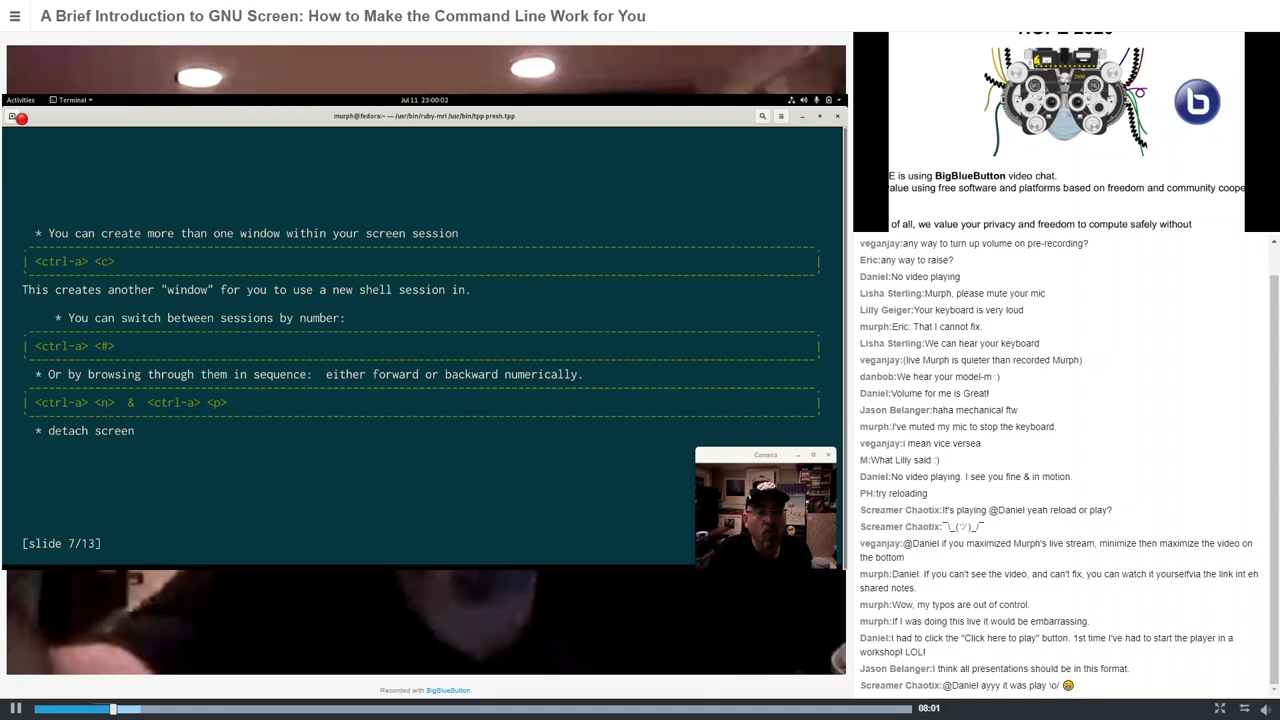 A Brief Introduction to GNU Screen: How to Make the Command Line Work for You
Activities
Terminal
Jul 11 23:00:02
murph@fedora:~ — /usr/bin/ruby-mri /usr/bin/tpp presh.tpp
* You can create more than one window within your screen session
<ctrl-a> <c>
This creates another "window" for you to use a new shell session in.
* You can switch between sessions by number:
<ctrl-a> <#>
* Or by browsing through them in sequence: either forward or backward numerically.
<ctrl-a> <n> & <ctrl-a> <p>
* detach screen
[slide 7/13]
Camera
Recorded with BigBlueButton.
E is using BigBlueButton video chat.
value using free software and platforms based on freedom and community coope
of all, we value your privacy and freedom to compute safely without
veganjay:any way to turn up volume on pre-recording?
Eric:any way to raise?
Daniel:No video playing
Lisha Sterling:Murph, please mute your mic
Lilly Geiger:Your keyboard is very loud
murph:Eric: That I cannot fix.
Lisha Sterling:We can hear your keyboard
veganjay:(live Murph is quieter than recorded Murph)
danbob:We hear your model-m :)
Daniel:Volume for me is Great!
Jason Belanger:haha mechanical ftw
murph:I've muted my mic to stop the keyboard.
veganjay:i mean vice versea
M:What Lilly said :)
Daniel:No video playing. I see you fine & in motion.
PH:try reloading
Screamer Chaotix:It's playing @Daniel yeah reload or play?
Screamer Chaotix:¯\_(ツ)_/¯
veganjay:@Daniel if you maximized Murph's live stream, minimize then maximize the video on
the bottom
murph:Daniel: If you can't see the video, and can't fix, you can watch it yourselfvia the link int eh
shared notes.
murph:Wow, my typos are out of control.
murph:If I was doing this live it would be embarrassing.
Daniel:I had to click the "Click here to play" button. 1st time I've had to start the player in a
workshop! LOL!
Jason Belanger:I think all presentations should be in this format.
Screamer Chaotix:@Daniel ayyy it was play \o/ 😄
08:01